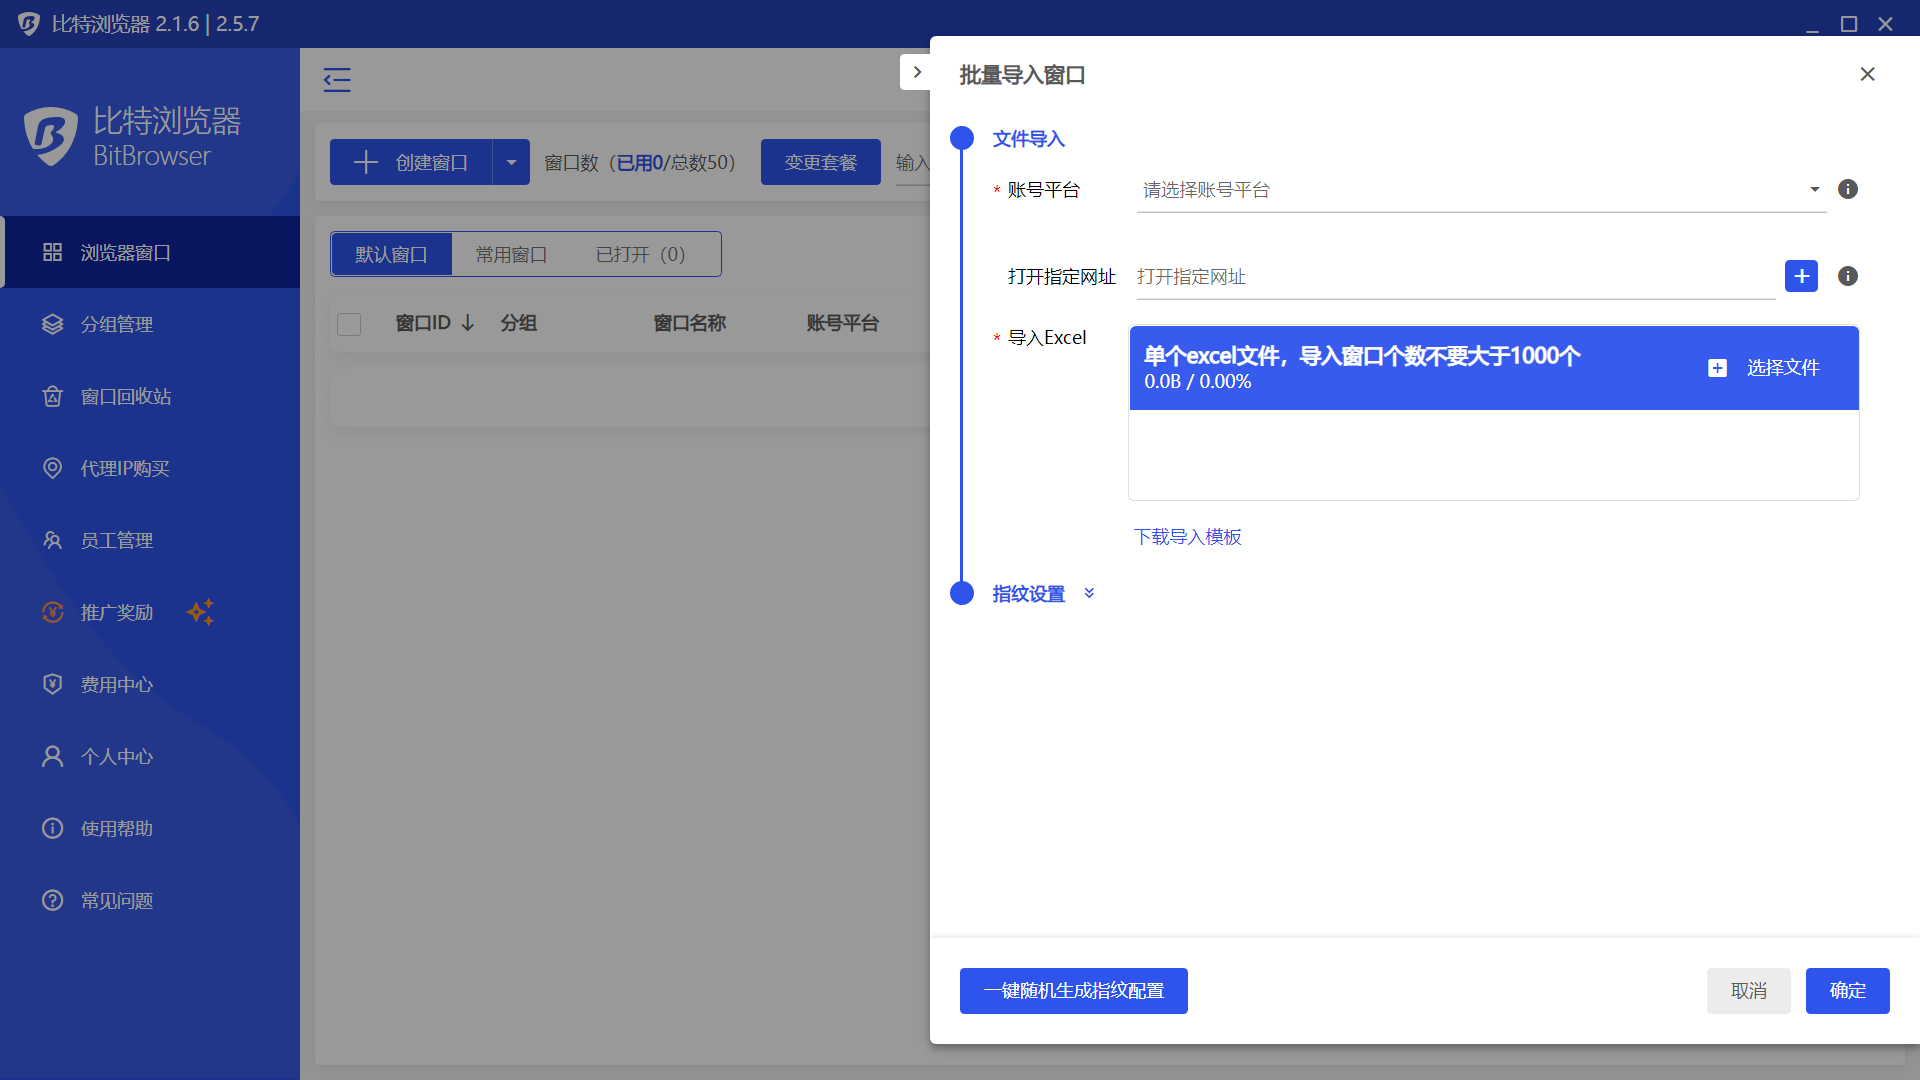 比特浏览器 2.1.6 | 2.5.7
比特浏览器
BitBrowser
浏览器窗口
分组管理
窗口回收站
代理IP购买
员工管理
推广奖励
费用中心
个人中心
使用帮助
常见问题
创建窗口
窗口数（已用0/总数50）
变更套餐
输入
默认窗口
常用窗口
已打开（0）
窗口ID
分组
窗口名称
账号平台
批量导入窗口
文件导入
* 账号平台
请选择账号平台
打开指定网址
打开指定网址
* 导入Excel
单个excel文件，导入窗口个数不要大于1000个
0.0B / 0.00%
选择文件
下载导入模板
指纹设置
一键随机生成指纹配置
取消
确定